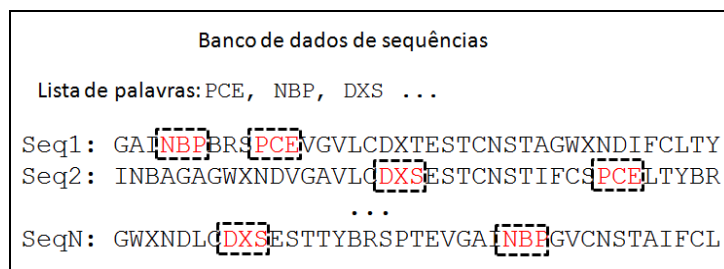 Banco de dados de sequências
Lista de palavras: PCE, NBP, DXS ...
Seq1: GAINBPBRSPCEVGVLCDXTESTCNSTAGWXNDIFCLTY
Seq2: INBAGAGWXNDVGAVLCDXSESTCNSTIFCSPCELTYBR
...
SeqN: GWXNDLCDXSESTTYBRSPTEVGAINBPGVCNSTAIFCL